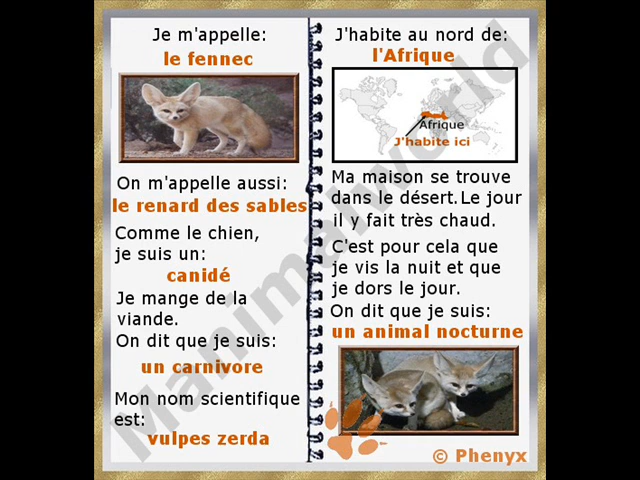 Je m'appelle:
le fennec
On m'appelle aussi:
le renard des sables
Comme le chien,
je suis un:
canidé
Je mange de la
viande.
On dit que je suis:
un carnivore
Mon nom scientifique
est:
vulpes zerda
J'habite au nord de:
l'Afrique
Afrique
J'habite ici
Ma maison se trouve
dans le désert.Le jour
il y fait très chaud.
C'est pour cela que
je vis la nuit et que
je dors le jour.
On dit que je suis:
un animal nocturne
© Phenyx
Manimalworld